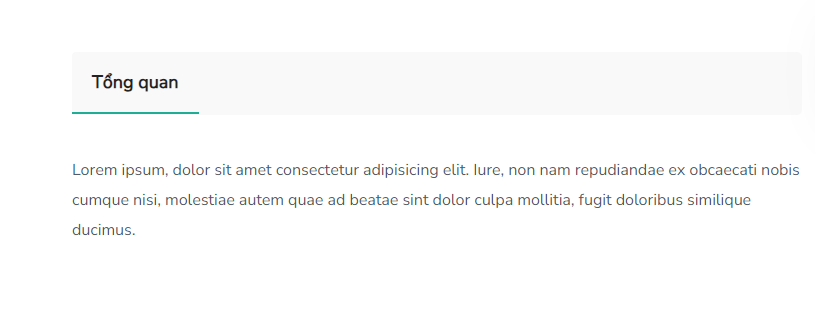 Tổng quan
Lorem ipsum, dolor sit amet consectetur adipisicing elit. Iure, non nam repudiandae ex obcaecati nobis
cumque nisi, molestiae autem quae ad beatae sint dolor culpa mollitia, fugit doloribus similique
ducimus.